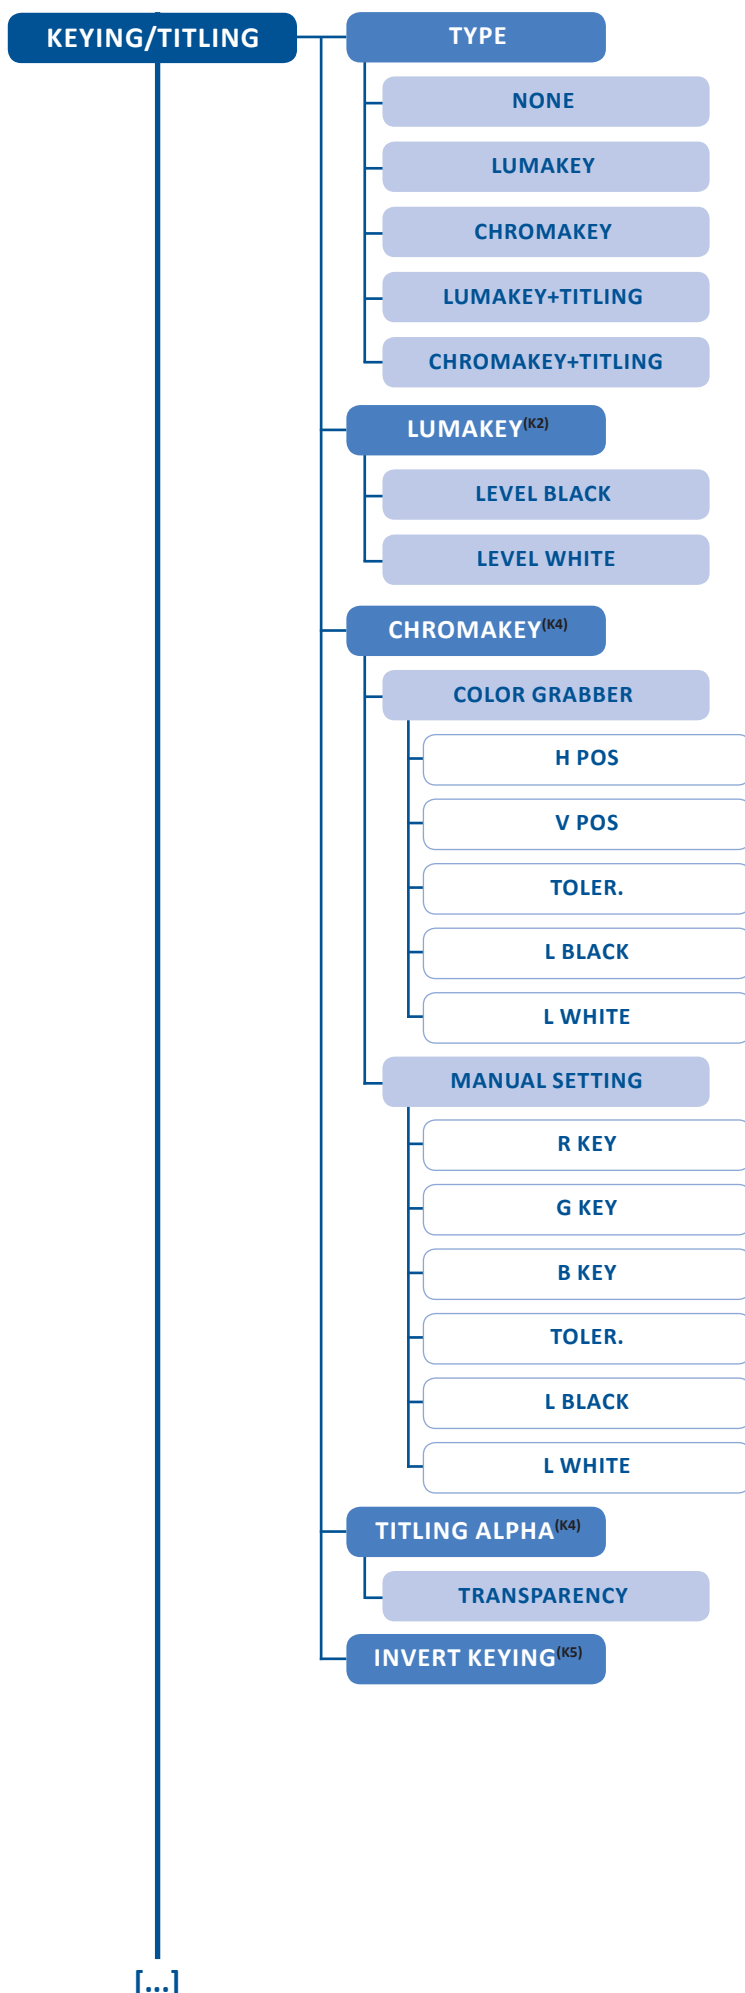 KEYING/TITLING
TYPE
NONE
LUMAKEY
CHROMAKEY
LUMAKEY+TITLING
CHROMAKEY+TITLING
LUMAKEY(K2)
LEVEL BLACK
LEVEL WHITE
CHROMAKEY(K4)
COLOR GRABBER
H POS
V POS
TOLER.
L BLACK
L WHITE
MANUAL SETTING
R KEY
G KEY
B KEY
TOLER.
L BLACK
L WHITE
TITLING ALPHA(K4)
TRANSPARENCY
INVERT KEYING(K5)
[...]